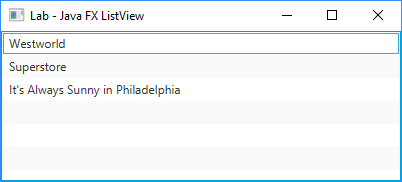 Lab - Java FX ListView
Westworld
Superstore
It's Always Sunny in Philadelphia